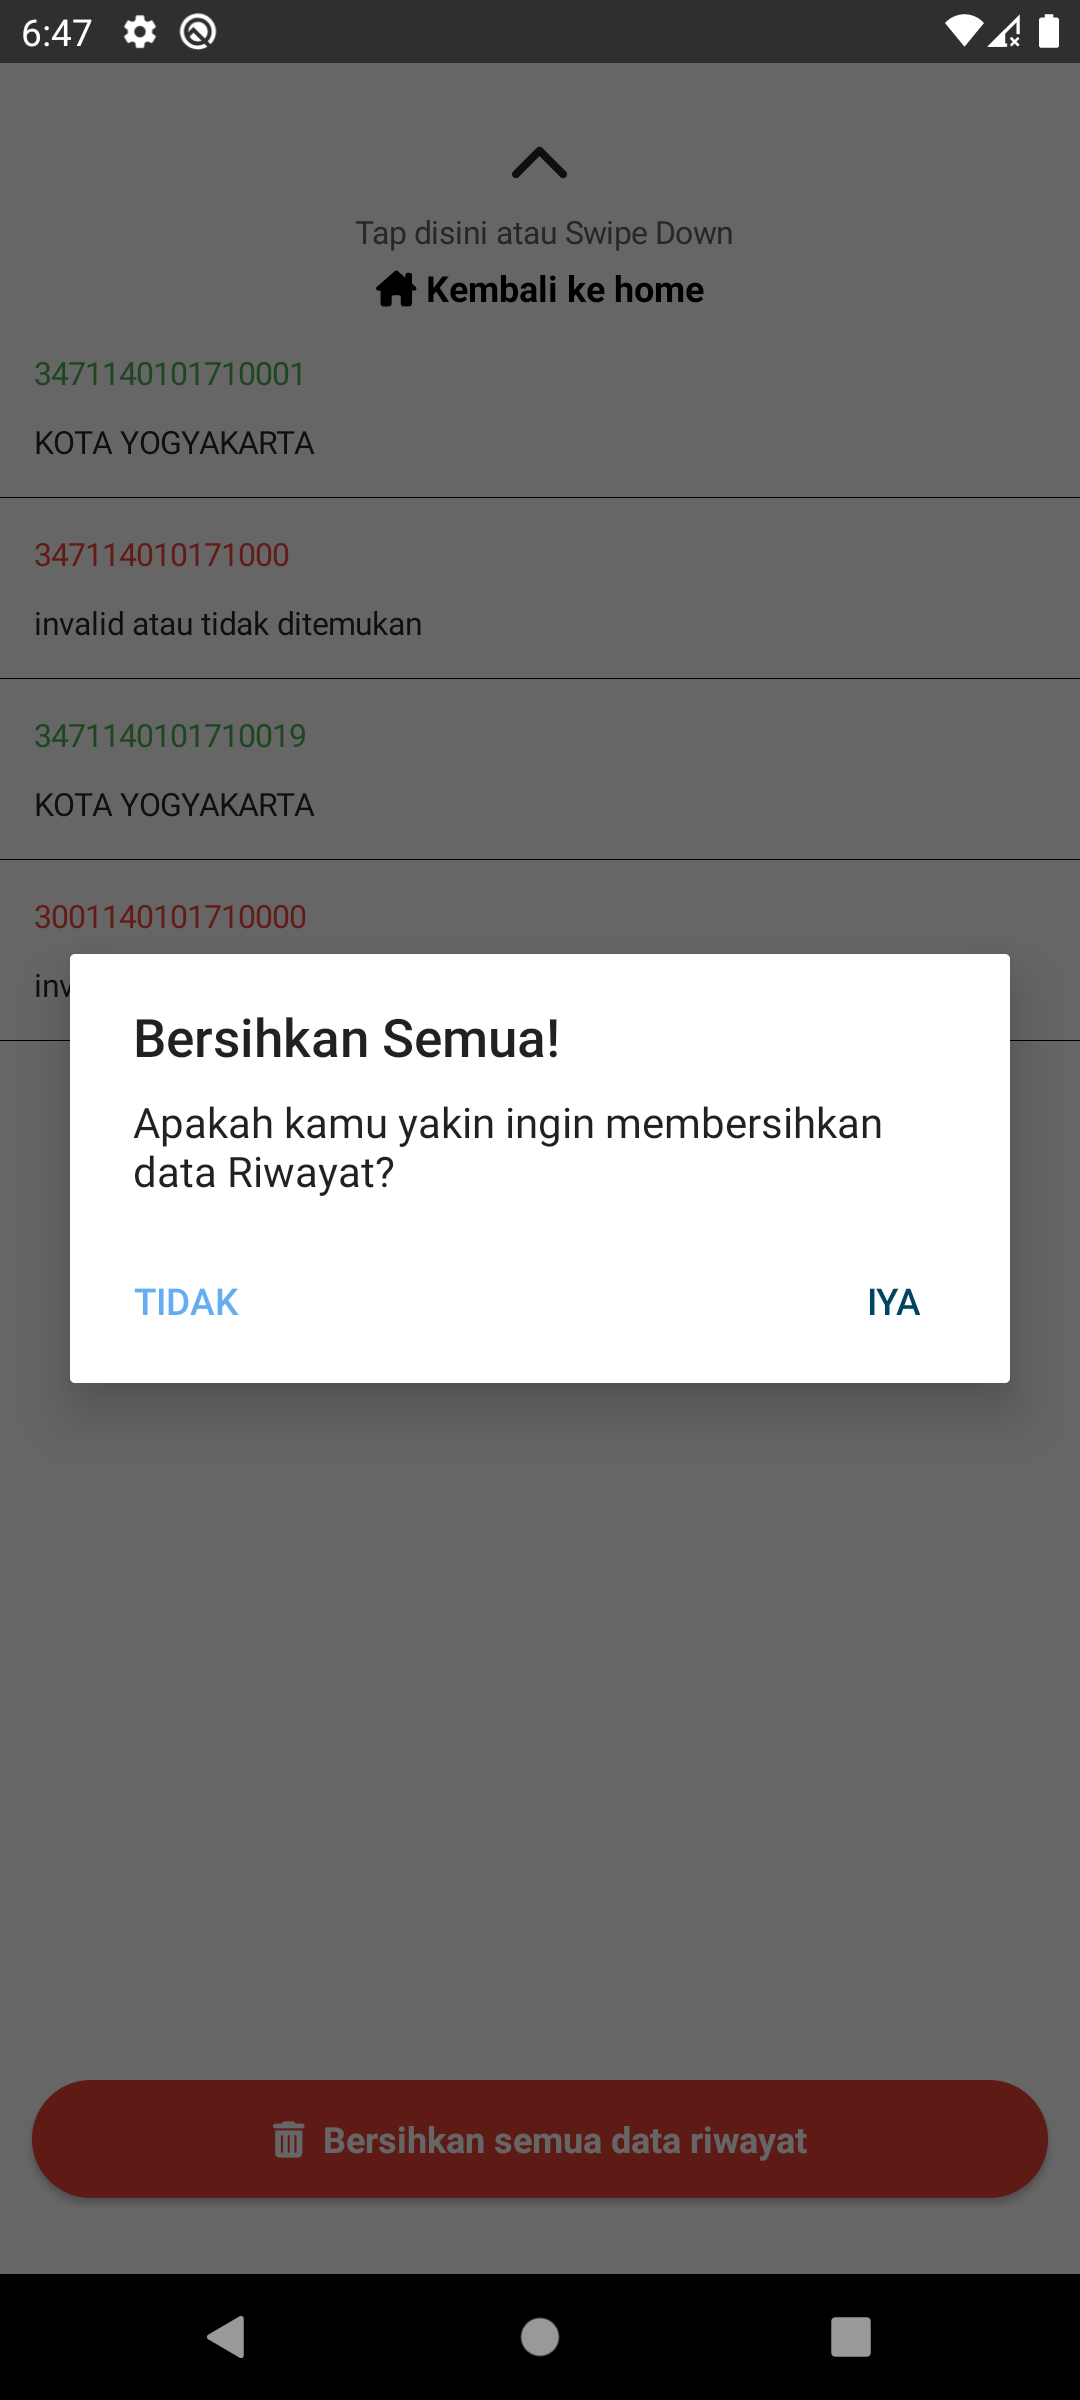 6:47
Tap disini atau Swipe Down
Kembali ke home
3471140101710001
KOTA YOGYAKARTA
347114010171000
invalid atau tidak ditemukan
3471140101710019
KOTA YOGYAKARTA
3001140101710000
inv
Bersihkan Semua!
Apakah kamu yakin ingin membersihkan
data Riwayat?
TIDAK
IYA
Bersihkan semua data riwayat